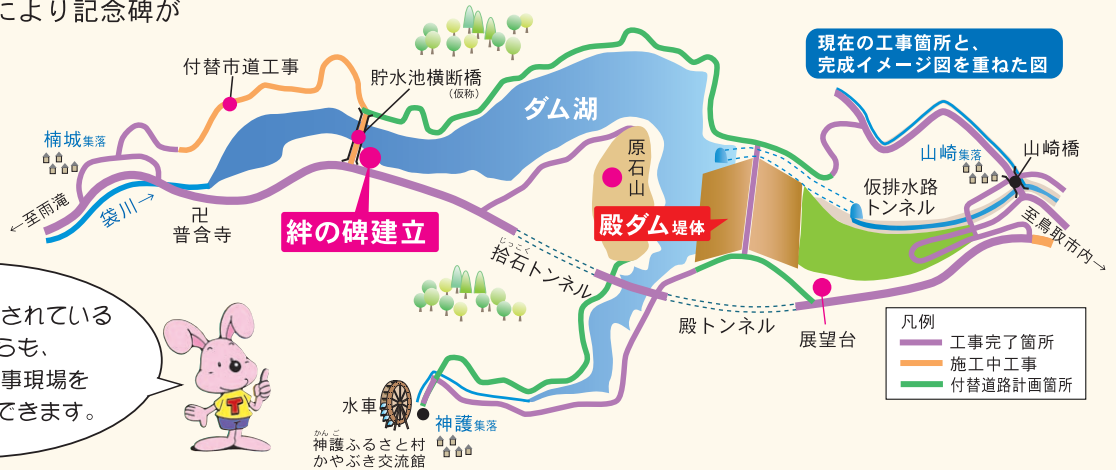 により記念碑が
現在の工事箇所と、
完成イメージ図を重ねた図
付替市道工事
貯水池横断橋
（仮称）
ダム湖
楠城集落
原石山
山崎集落
山崎橋
仮排水路
トンネル
←至雨滝
袋川→
卍
普含寺
絆の碑建立
殿ダム堤体
至鳥取市内→
じっこく
拾石トンネル
殿トンネル
展望台
凡例
工事完了箇所
施工中工事
付替道路計画箇所
されている
らも、
事現場を
できます。
T
水車
神護集落
かんご
神護ふるさと村
かやぶき交流館